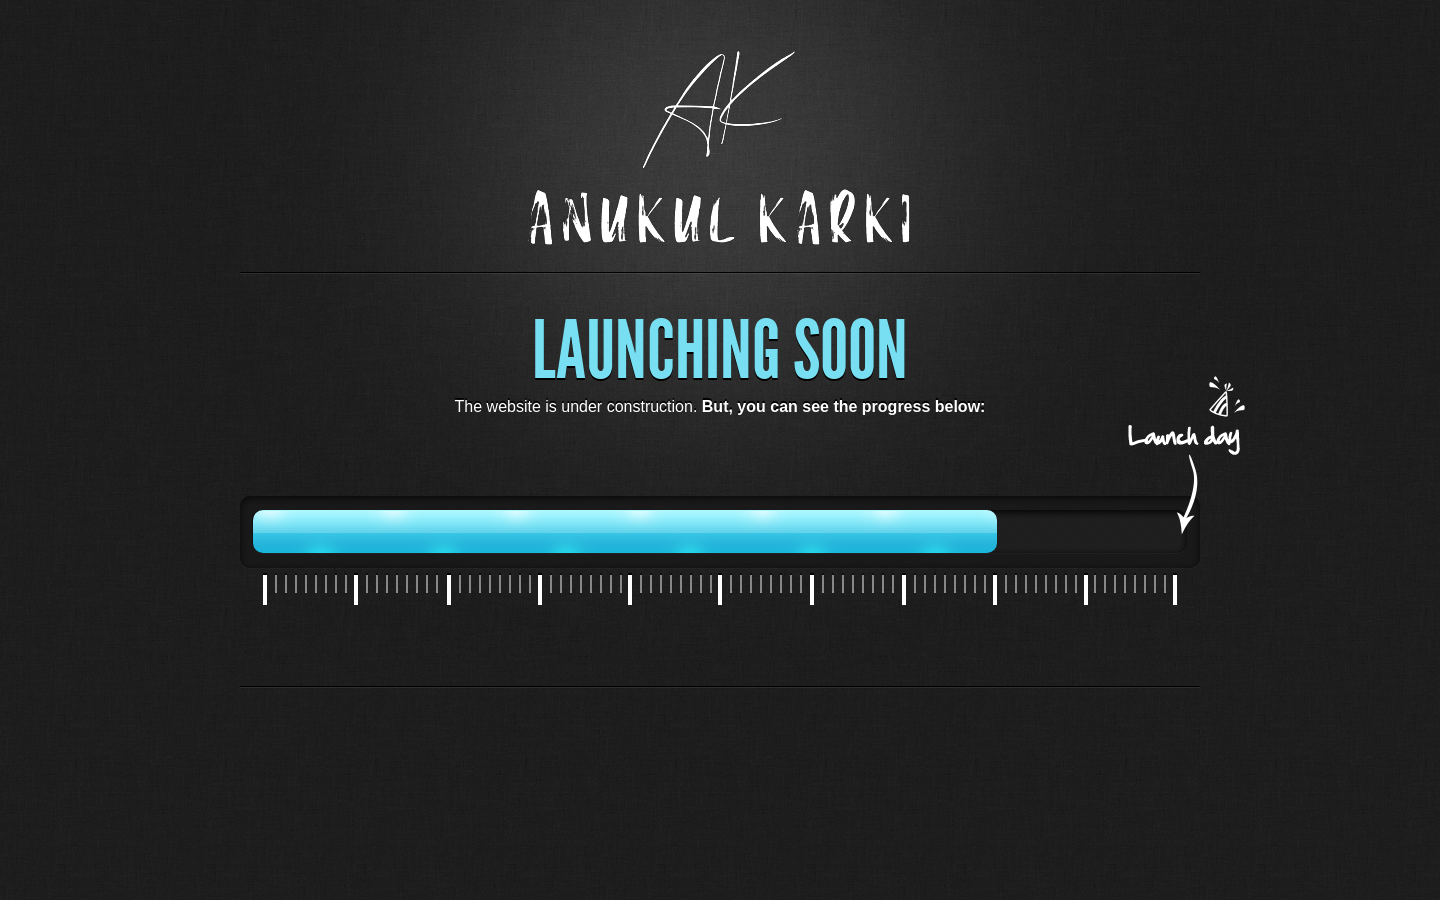 AK
ANUKUL KARKI
LAUNCHING SOON
The website is under construction. But, you can see the progress below:
Launch day